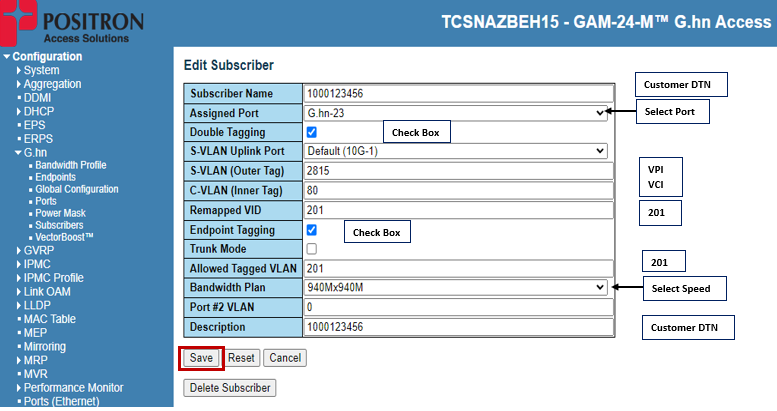 POSITRON
Access Solutions
TCSNAZBEH15 - GAM-24-M™ G.hn Access
Configuration
System
Aggregation
DDMI
DHCP
EPS
ERPS
G.hn
Bandwidth Profile
Endpoints
Global Configuration
Ports
Power Mask
Subscribers
VectorBoost™
GVRP
IPMC
IPMC Profile
Link OAM
LLDP
MAC Table
MEP
Mirroring
MRP
MVR
Performance Monitor
Ports (Ethernet)
Edit Subscriber
Subscriber Name 1000123456 Customer DTN
Assigned Port G.hn-23 Select Port
Double Tagging Check Box
S-VLAN Uplink Port Default (10G-1)
S-VLAN (Outer Tag) 2815 VPI
C-VLAN (Inner Tag) 80 VCI
Remapped VID 201 201
Endpoint Tagging Check Box
Trunk Mode
Allowed Tagged VLAN 201 201
Bandwidth Plan 940Mx940M Select Speed
Port #2 VLAN 0
Description 1000123456 Customer DTN
Save Reset Cancel
Delete Subscriber